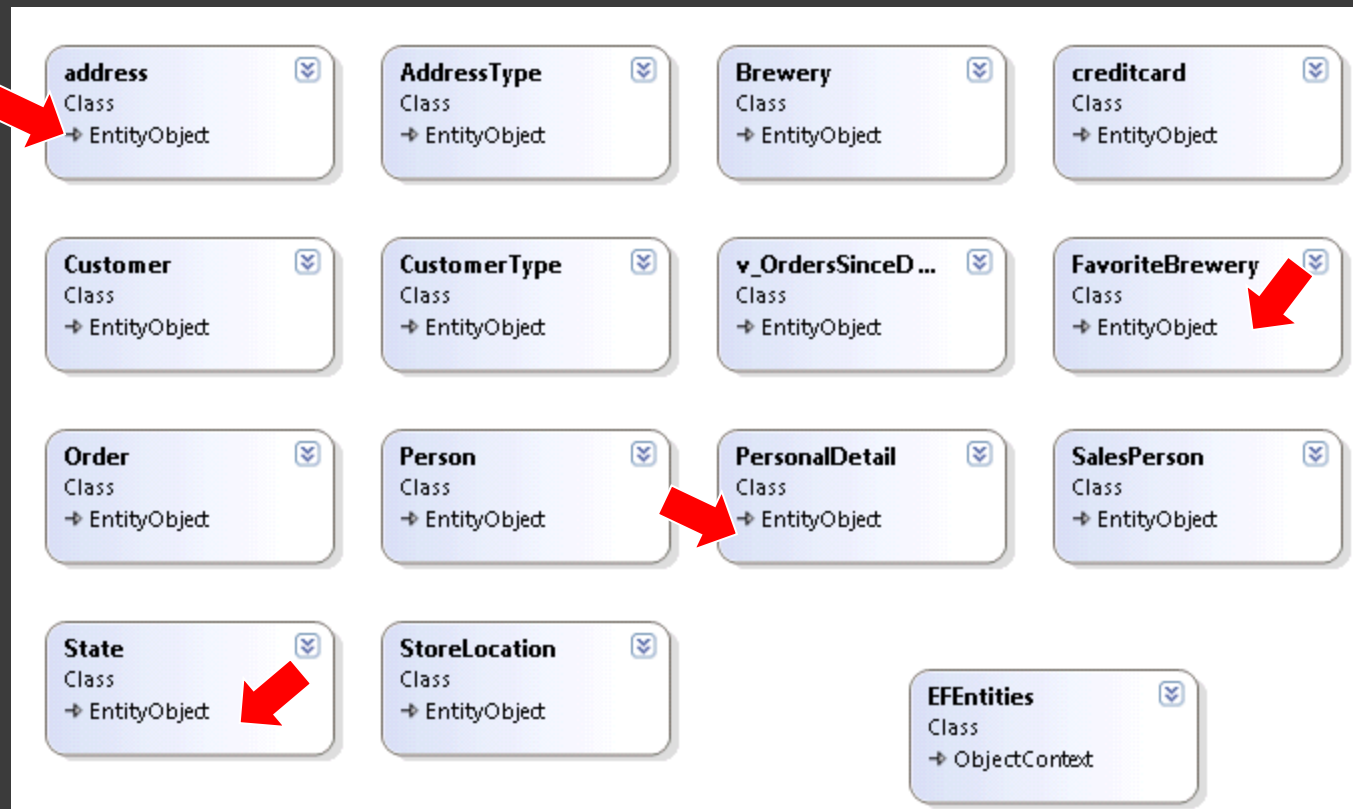 address
Class
EntityObject
AddressType
Class
EntityObject
Brewery
Class
EntityObject
creditcard
Class
EntityObject
Customer
Class
EntityObject
CustomerType
Class
EntityObject
v_OrdersSinceD...
Class
EntityObject
FavoriteBrewery
Class
EntityObject
Order
Class
EntityObject
Person
Class
EntityObject
PersonalDetail
Class
EntityObject
SalesPerson
Class
EntityObject
State
Class
EntityObject
StoreLocation
Class
EntityObject
EFEntities
Class
ObjectContext